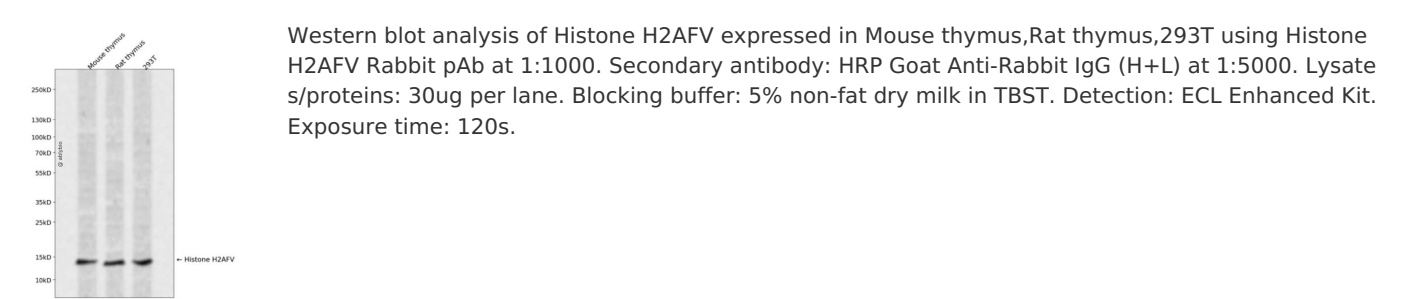 Mouse thymus
Rat thymus
293T
250kD
130kD
100kD
70kD
55kD
35kD
25kD
15kD
10kD
← Histone H2AFV
Western blot analysis of Histone H2AFV expressed in Mouse thymus,Rat thymus,293T using Histone
H2AFV Rabbit pAb at 1:1000. Secondary antibody: HRP Goat Anti-Rabbit IgG (H+L) at 1:5000. Lysate
s/proteins: 30ug per lane. Blocking buffer: 5% non-fat dry milk in TBST. Detection: ECL Enhanced Kit.
Exposure time: 120s.